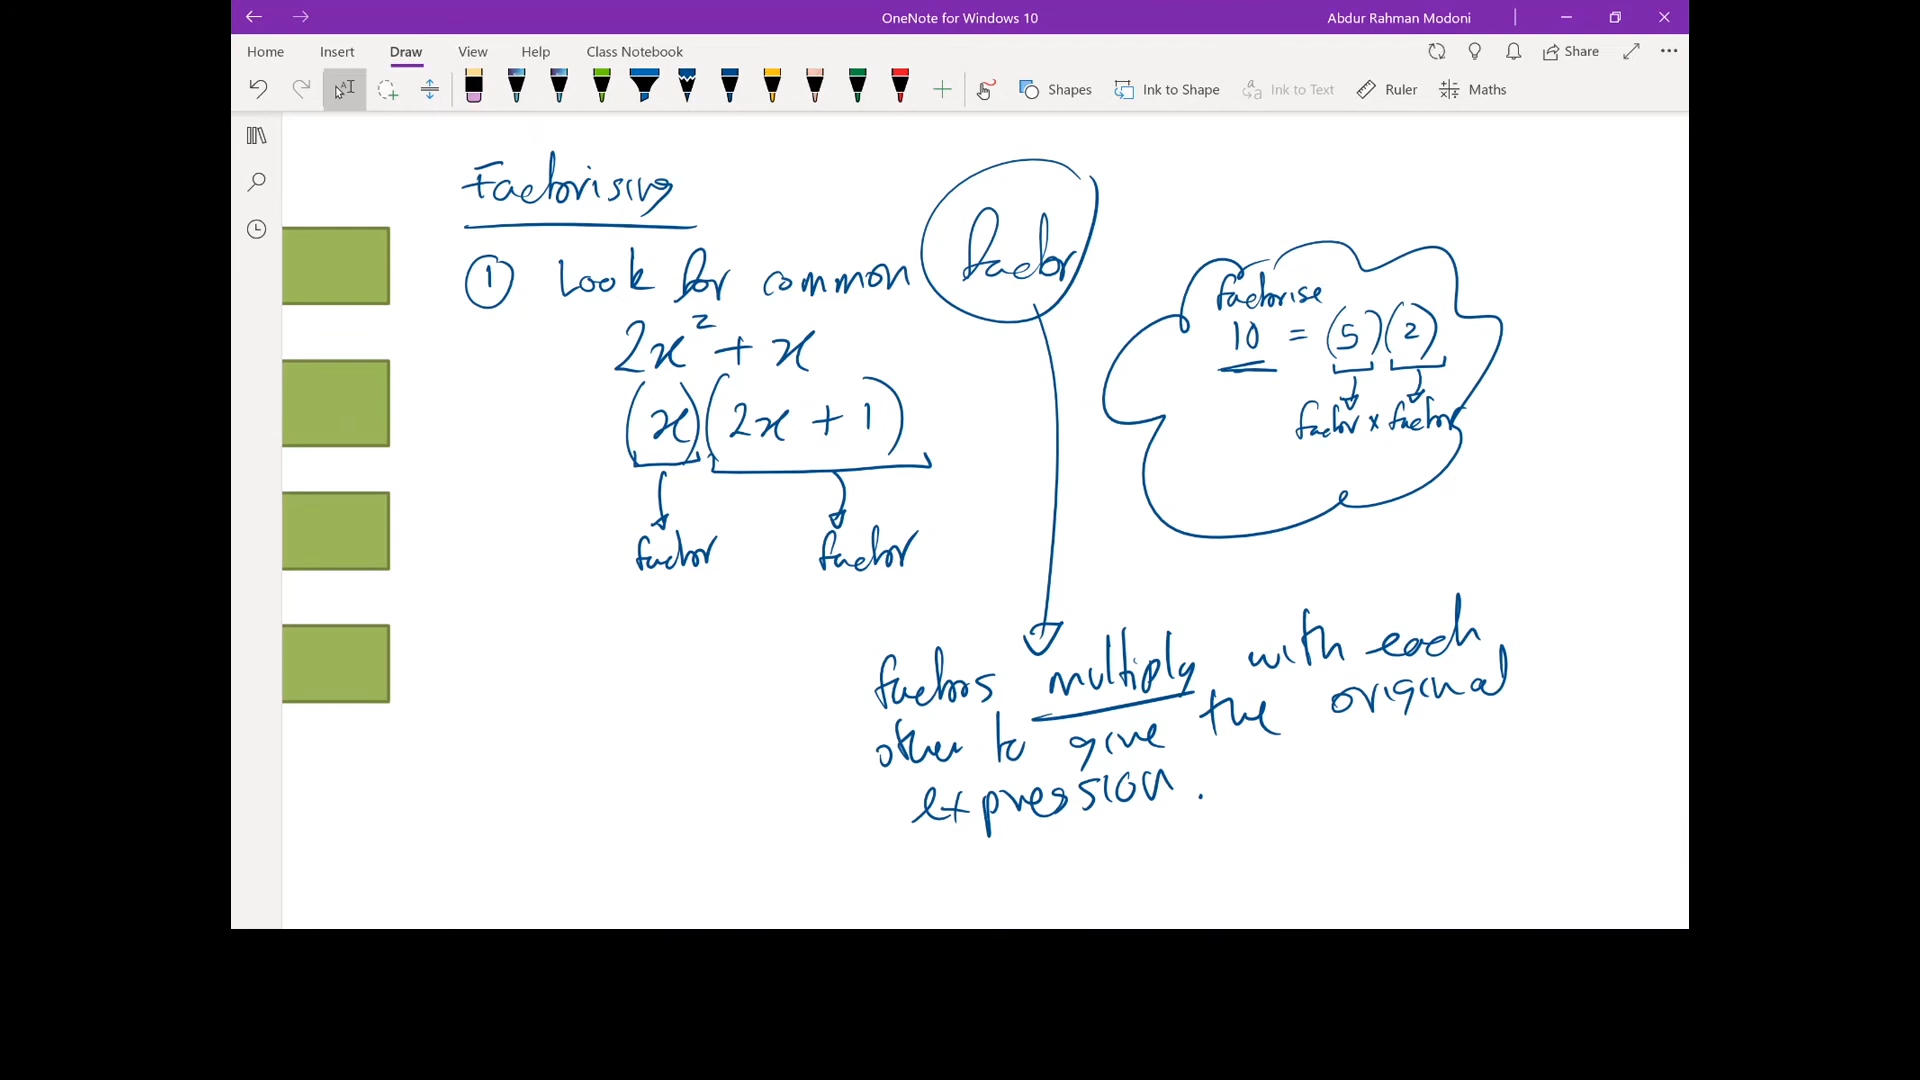 OneNote for Windows 10
Abdur Rahman Modoni
Home Insert Draw View Help Class Notebook
Share
Shapes Ink to Shape Ink to Text Ruler Maths
Factorising
① Look for common factor
2x² + x
(x)(2x + 1)
factor factor
factorise
10 = (5)(2)
factor x factor
factors multiply with each
other to give the original
expression.